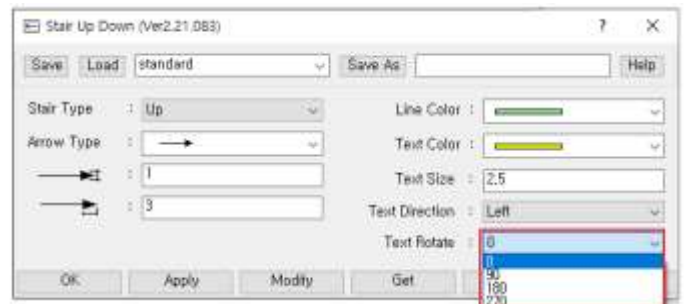 Stair Up Down (Ver2.21.083)
? ×
Save Load standard Save As Help
Stair Type : Up
Line Color :
Arrow Type :
Text Color :
: 1
Text Size : 2.5
: 3
Text Direction : Left
Text Rotate : 0
0
90
180
270
OK Apply Modify Get